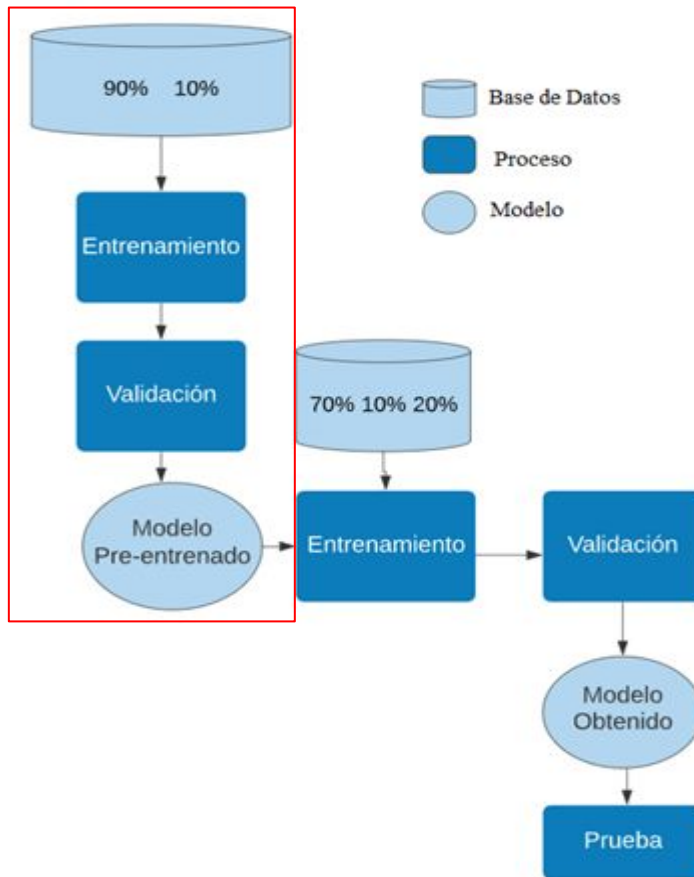 90% 10%
Base de Datos
Proceso
Modelo
Entrenamiento
Validación
Modelo
Pre-entrenado
70% 10% 20%
Entrenamiento
Validación
Modelo
Obtenido
Prueba